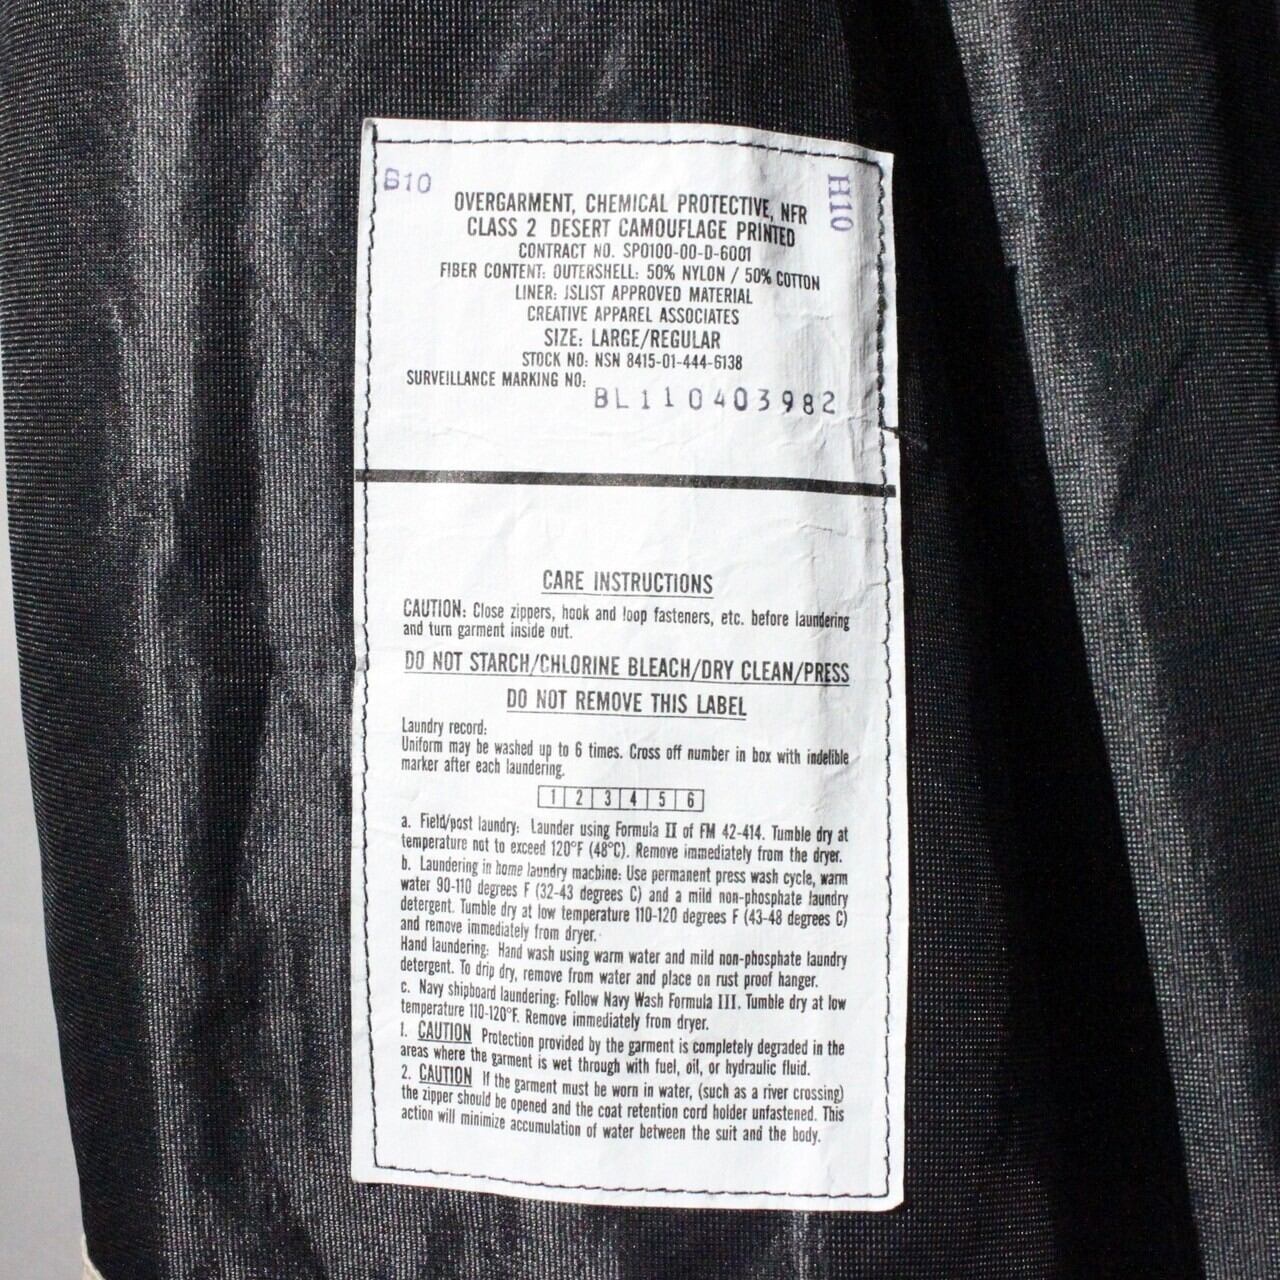 B10
H10
OVERGARMENT, CHEMICAL PROTECTIVE, NFR
CLASS 2 DESERT CAMOUFLAGE PRINTED
CONTRACT NO. SPO100-00-D-6001
FIBER CONTENT: OUTERSHELL: 50% NYLON / 50% COTTON
LINER: JSLIST APPROVED MATERIAL
CREATIVE APPAREL ASSOCIATES
SIZE: LARGE/REGULAR
STOCK NO: NSN 8415-01-444-6138
SURVEILLANCE MARKING NO:
BL110403982
CARE INSTRUCTIONS
CAUTION: Close zippers, hook and loop fasteners, etc. before laundering
and turn garment inside out.
DO NOT STARCH/CHLORINE BLEACH/DRY CLEAN/PRESS
DO NOT REMOVE THIS LABEL
Laundry record:
Uniform may be washed up to 6 times. Cross off number in box with indelible
marker after each laundering.
1 2 3 4 5 6
a. Field/post laundry: Launder using Formula II of FM 42-414. Tumble dry at
temperature not to exceed 120°F (48°C). Remove immediately from the dryer.
b. Laundering in home laundry machine: Use permanent press wash cycle, warm
water 90-110 degrees F (32-43 degrees C) and a mild non-phosphate laundry
detergent. Tumble dry at low temperature 110-120 degrees F (43-48 degrees C)
and remove immediately from dryer.
Hand laundering: Hand wash using warm water and mild non-phosphate laundry
detergent. To drip dry, remove from water and place on rust proof hanger.
c. Navy shipboard laundering: Follow Navy Wash Formula III. Tumble dry at low
temperature 110-120°F. Remove immediately from dryer.
1. CAUTION Protection provided by the garment is completely degraded in the
areas where the garment is wet through with fuel, oil, or hydraulic fluid.
2. CAUTION If the garment must be worn in water, (such as a river crossing)
the zipper should be opened and the coat retention cord holder unfastened. This
action will minimize accumulation of water between the suit and the body.